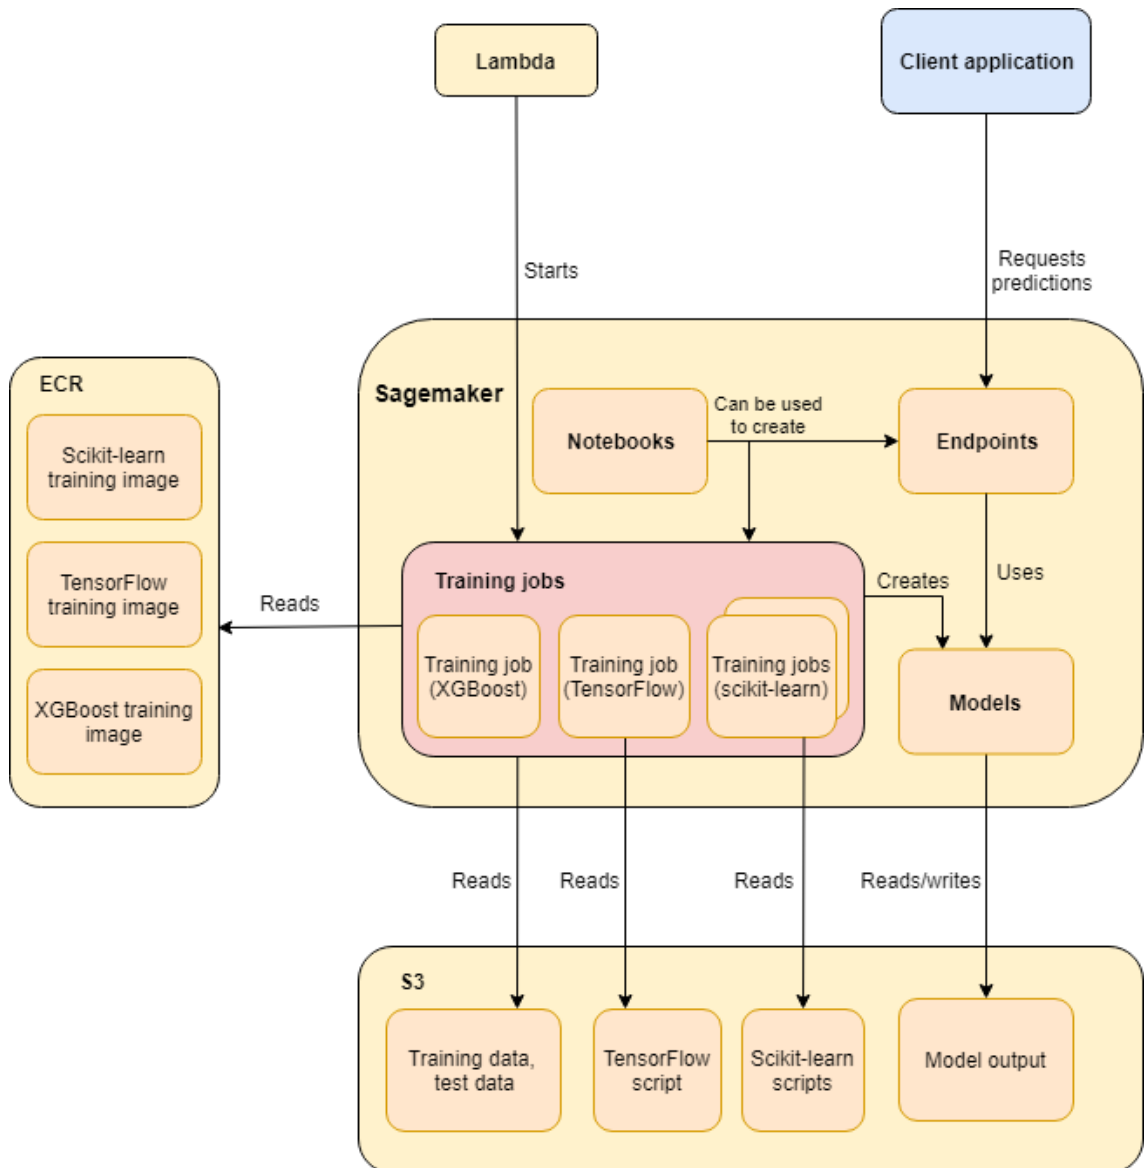 Lambda
Client application
Starts
Requests
predictions
ECR
Scikit-learn
training image
TensorFlow
training image
XGBoost training
image
Reads
Sagemaker
Notebooks
Can be used
to create
Endpoints
Training jobs
Training job
(XGBoost)
Training job
(TensorFlow)
Training jobs
(scikit-learn)
Creates
Uses
Models
Reads
Reads
Reads
Reads/writes
S3
Training data,
test data
TensorFlow
script
Scikit-learn
scripts
Model output